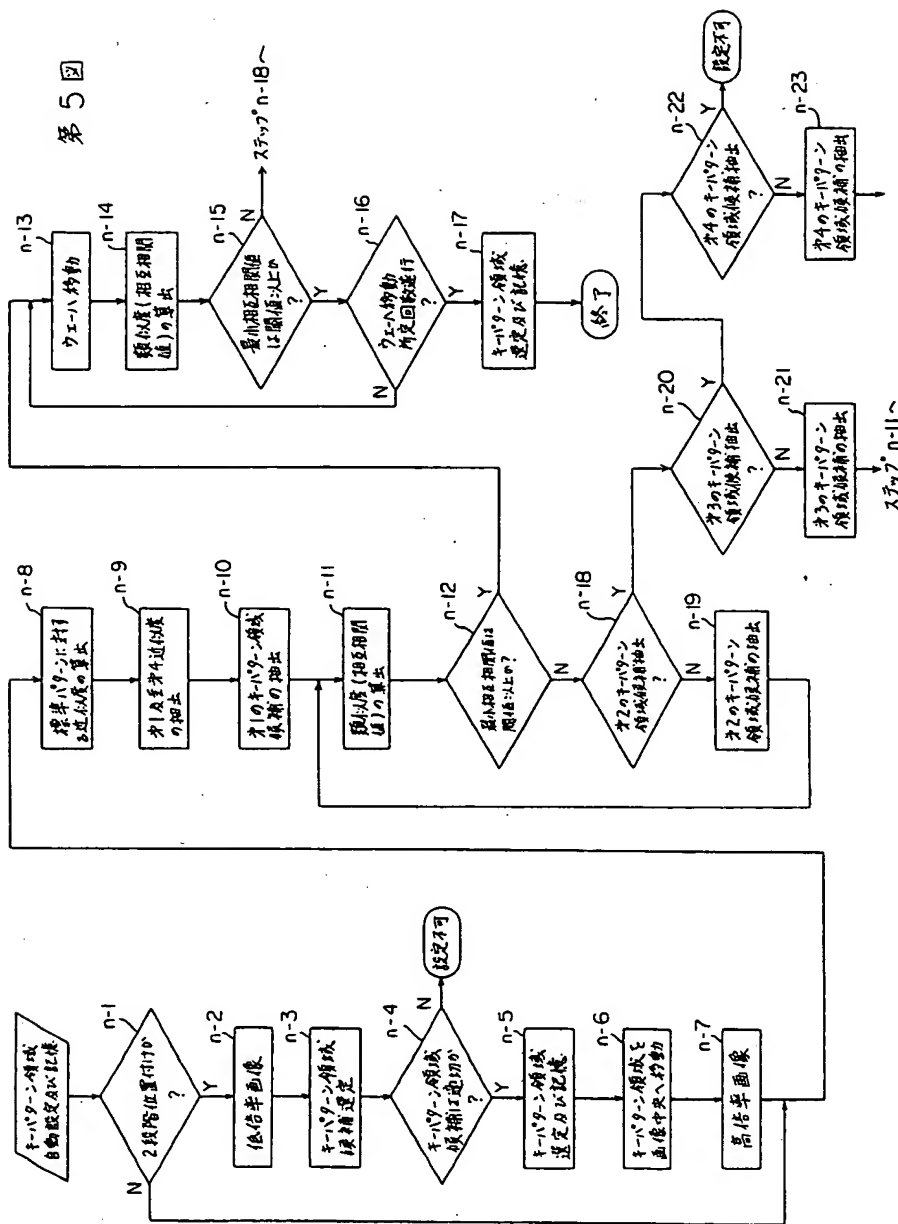 第5図
キーパターン領域
自動設定及び記憶
n-1
2段階位置付けか
?
N
Y
n-2
低倍率画像
n-3
キーパターン領域
候補選定
n-4
キーパターン領域
候補は適切か
?
N
設定不可
Y
n-5
キーパターン領域
選定及び記憶
n-6
キーパターン領域を
画像中央へ移動
n-7
高倍率画像
n-8
標準パターンに対す
る近似度の算出
n-9
第1乃至第4近似度
の抽出
n-10
第1のキーパターン領域
候補の抽出
n-11
類似度(相互相関
値)の算出
n-12
最小相互相関値は
閾値以上か?
Y
N
n-18
第2のキーパターン
領域候補抽出
?
Y
N
n-19
第2のキーパターン
領域候補の抽出
n-13
ウエーハ移動
n-14
類似度(相互相関
値)の算出
n-15
最小相互相関値
は閾値以上か
?
N
ステップn-18~
Y
n-16
ウエーハ移動
所定回数遂行
?
N
Y
n-17
キーパターン領域
選定及び記憶
終了
n-20
第3のキーパターン
領域候補抽出
?
Y
N
n-21
第3のキーパターン
領域候補の抽出
ステップn-11~
n-22
第4のキーパターン
領域候補抽出
?
Y
設定不可
N
n-23
第4のキーパターン
領域候補の抽出